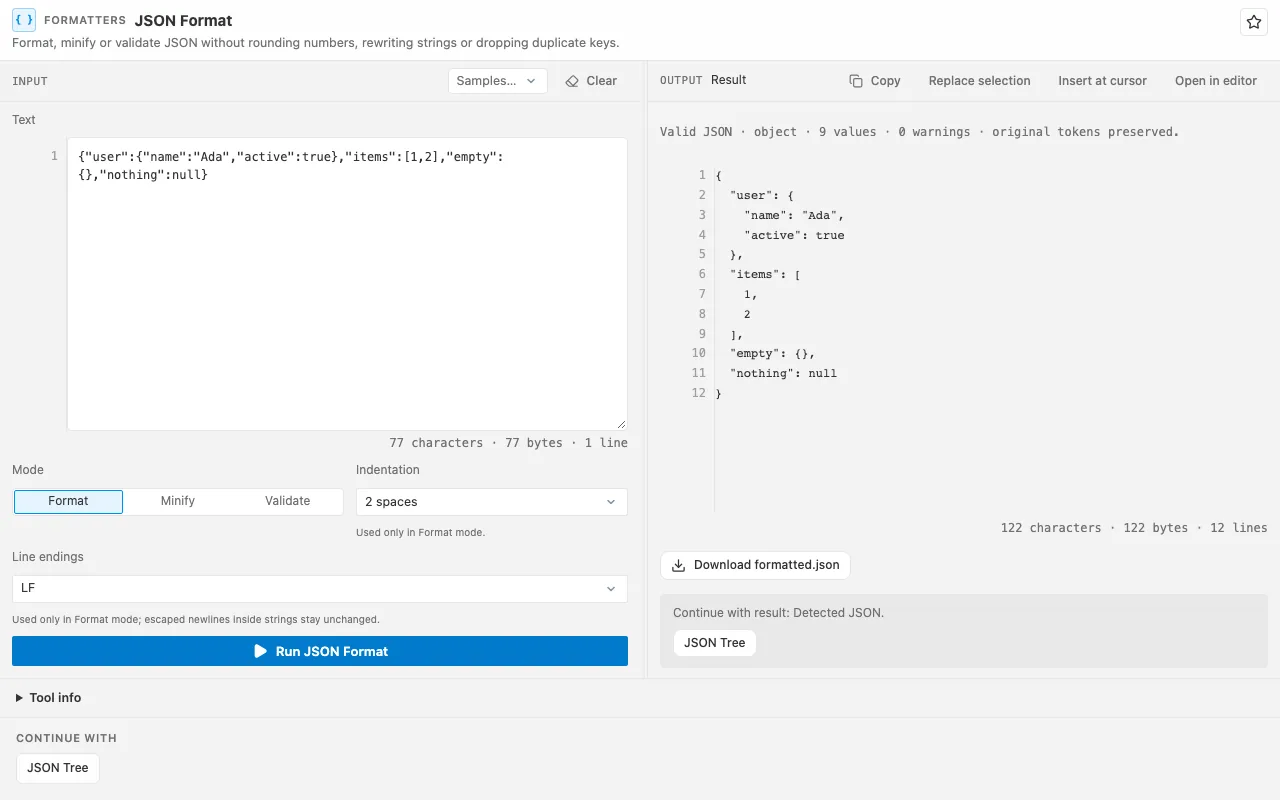 { } FORMATTERS JSON Format
Format, minify or validate JSON without rounding numbers, rewriting strings or dropping duplicate keys.
INPUT Samples... Clear
Text
1 {"user":{"name":"Ada","active":true},"items":[1,2],"empty":
{},"nothing":null}
77 characters · 77 bytes · 1 line
Mode
Format Minify Validate
Indentation
2 spaces
Used only in Format mode.
Line endings
LF
Used only in Format mode; escaped newlines inside strings stay unchanged.
Run JSON Format
OUTPUT Result Copy Replace selection Insert at cursor Open in editor
Valid JSON · object · 9 values · 0 warnings · original tokens preserved.
1 {
2   "user": {
3     "name": "Ada",
4     "active": true
5   },
6   "items": [
7     1,
8     2
9   ],
10   "empty": {},
11   "nothing": null
12 }
122 characters · 122 bytes · 12 lines
Download formatted.json
Continue with result: Detected JSON.
JSON Tree
Tool info
CONTINUE WITH
JSON Tree